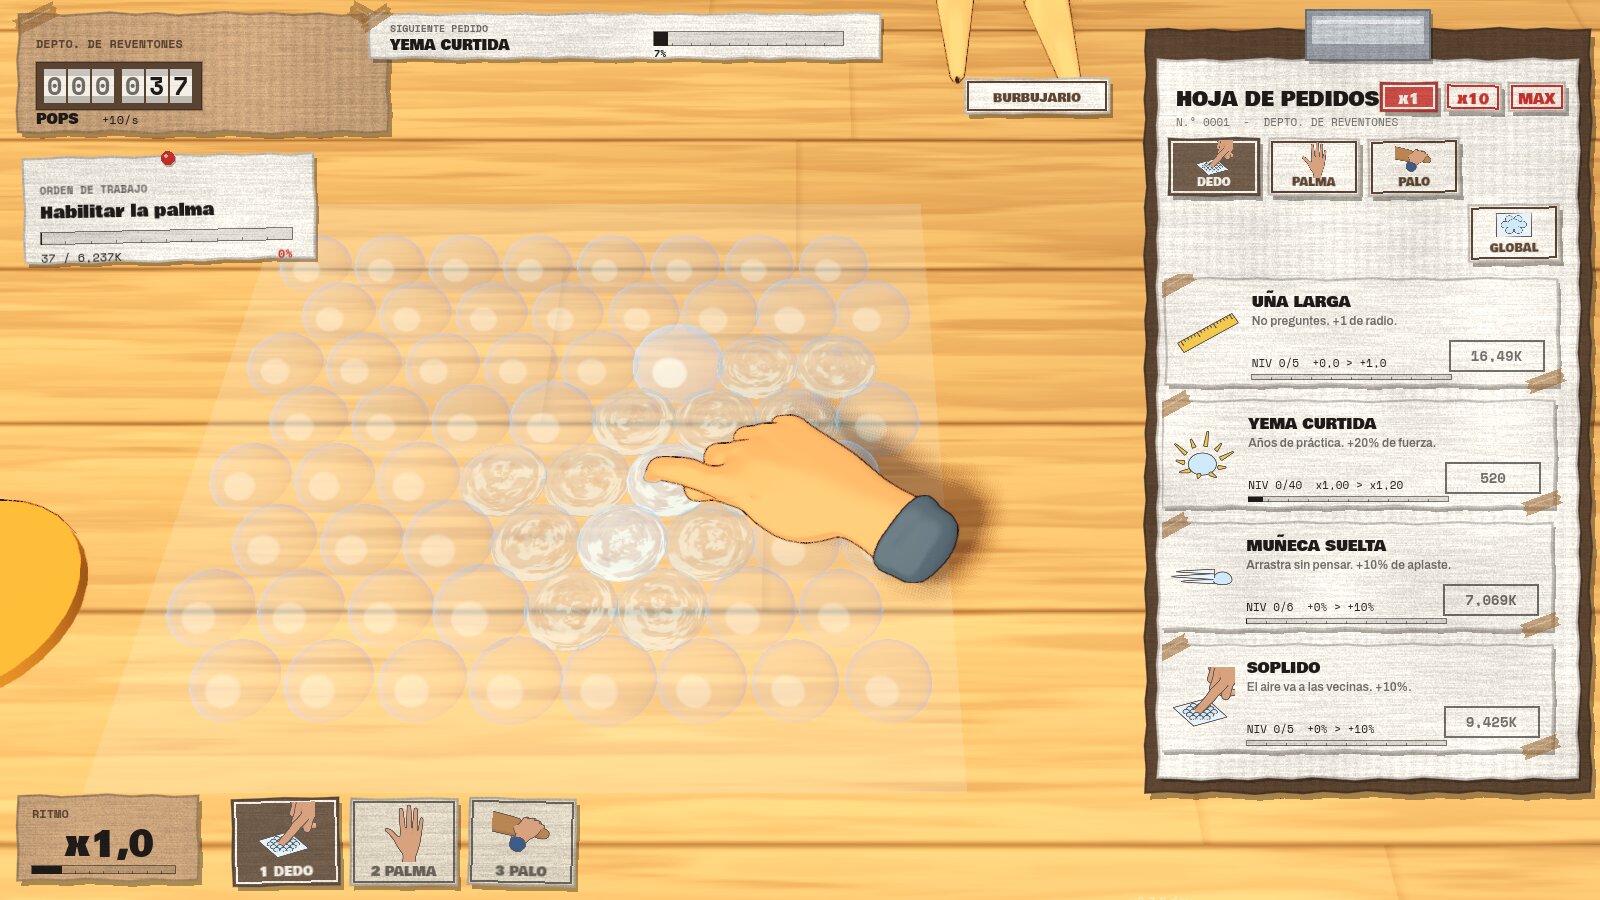 DEPTO. DE REVENTONES
000 037
POPS +10/s
SIGUIENTE PEDIDO
YEMA CURTIDA
7%
BURBUJARIO
ORDEN DE TRABAJO
Habilitar la palma
37 / 6,237K
0%
HOJA DE PEDIDOS
x1 x10 MAX
N.° 0001 - DEPTO. DE REVENTONES
DEDO PALMA PALO
GLOBAL
UÑA LARGA
No preguntes. +1 de radio.
NIV 0/5 +0,0 > +1,0
16,49K
YEMA CURTIDA
Años de práctica. +20% de fuerza.
NIV 0/40 x1,00 > x1,20
520
MUÑECA SUELTA
Arrastra sin pensar. +10% de aplaste.
NIV 0/6 +0% > +10%
7,069K
SOPLIDO
El aire va a las vecinas. +10%.
NIV 0/5 +0% > +10%
9,425K
RITMO
x1,0
1 DEDO 2 PALMA 3 PALO